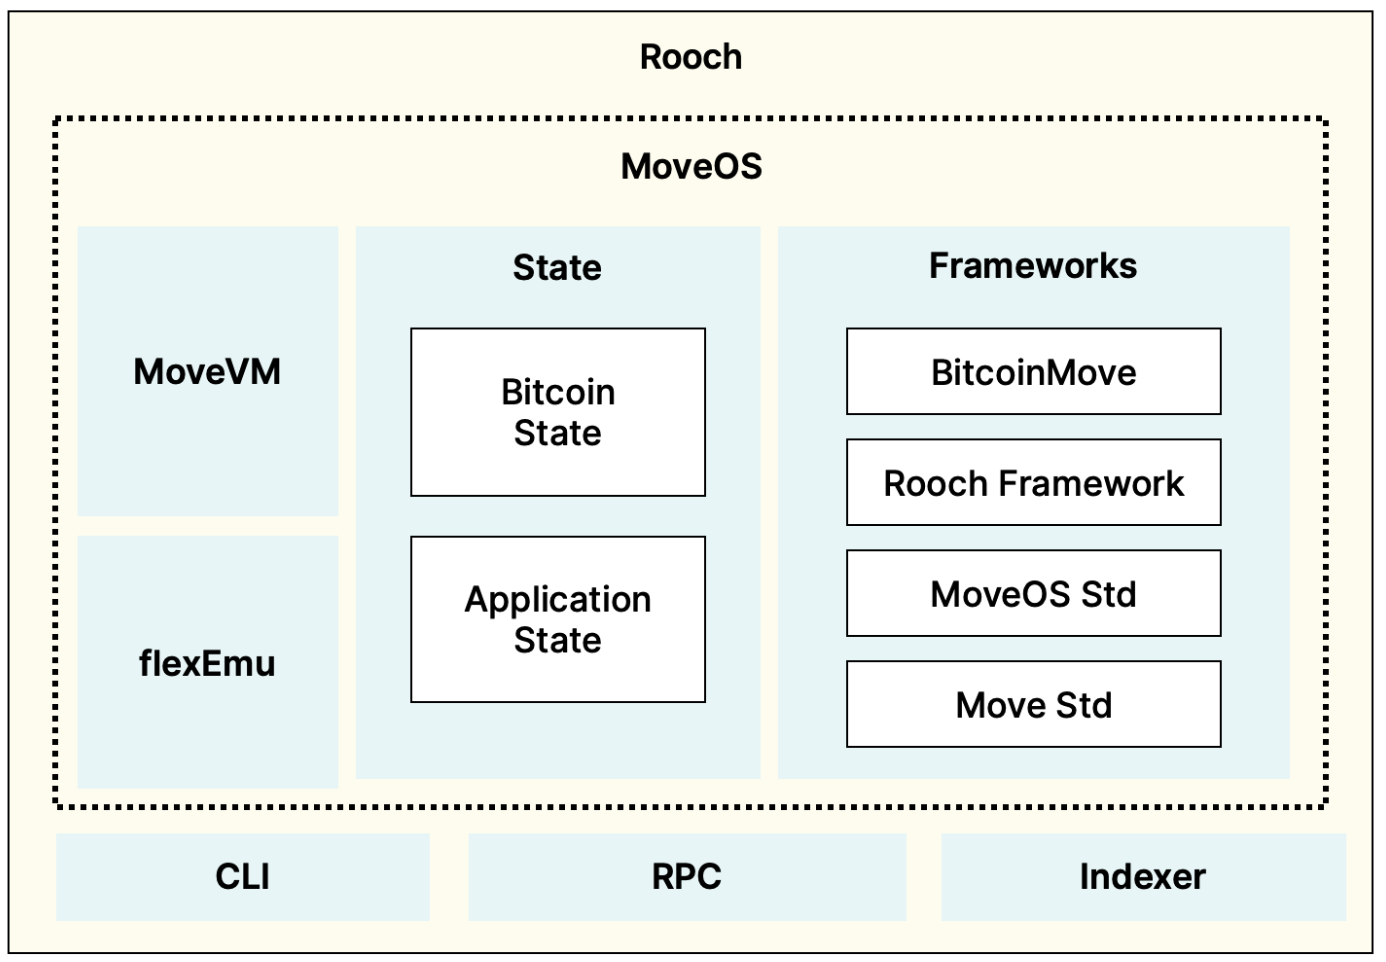 Rooch
MoveOS
MoveVM
flexEmu
State
Bitcoin
State
Application
State
Frameworks
BitcoinMove
Rooch Framework
MoveOS Std
Move Std
CLI
RPC
Indexer